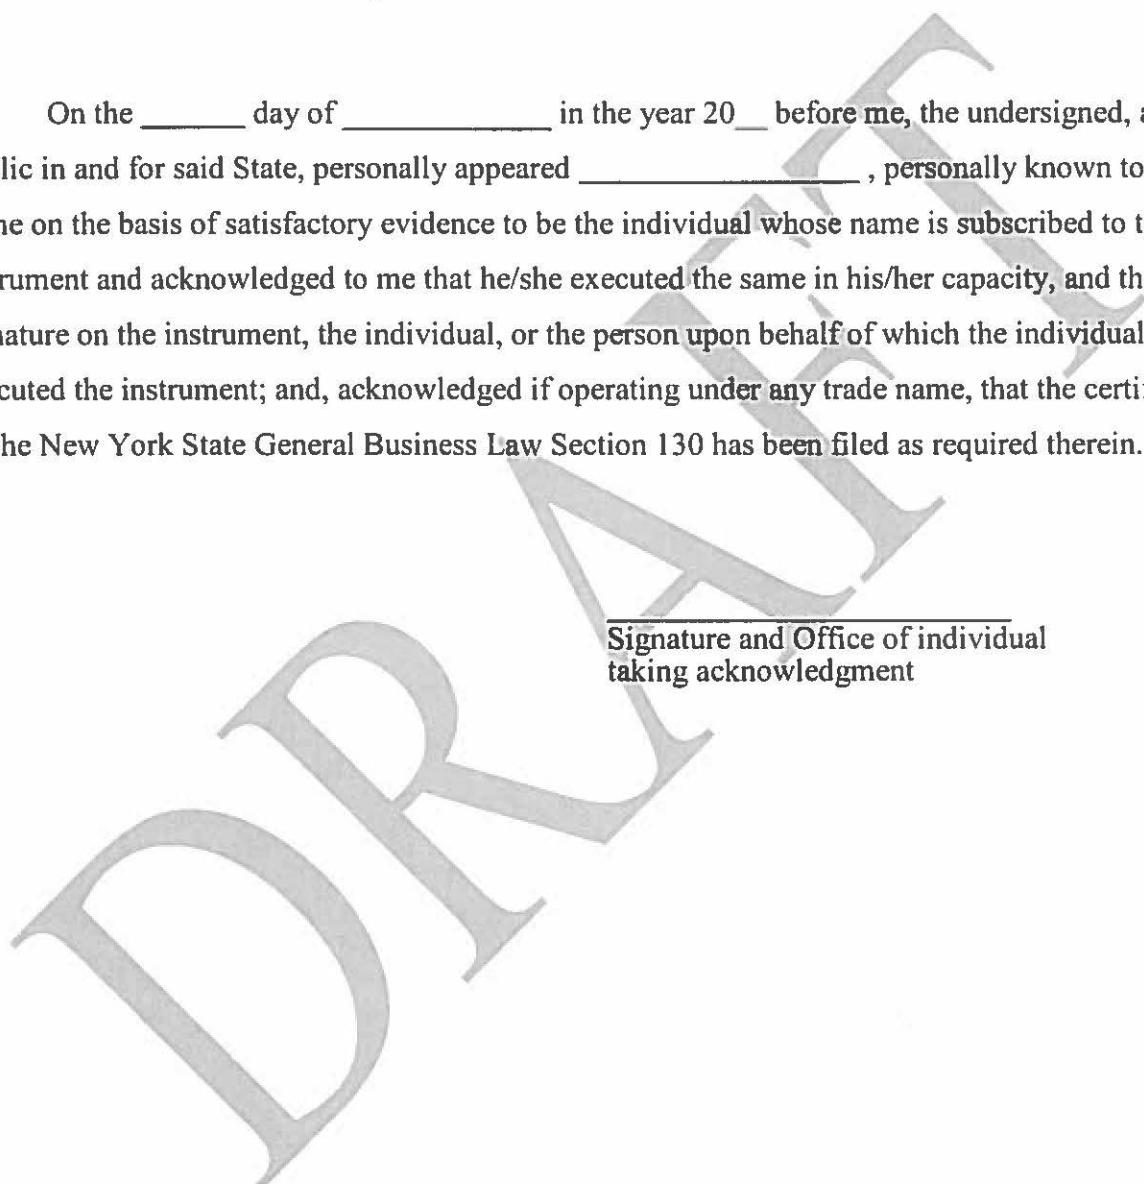 On the ______ day of ____________ in the year 20__ before me, the undersigned, a
lic in and for said State, personally appeared ________________ , personally known to
ne on the basis of satisfactory evidence to be the individual whose name is subscribed to t
rument and acknowledged to me that he/she executed the same in his/her capacity, and th
nature on the instrument, the individual, or the person upon behalf of which the individual
cuted the instrument; and, acknowledged if operating under any trade name, that the certi
he New York State General Business Law Section 130 has been filed as required therein.
Signature and Office of individual
taking acknowledgment
DRAFT